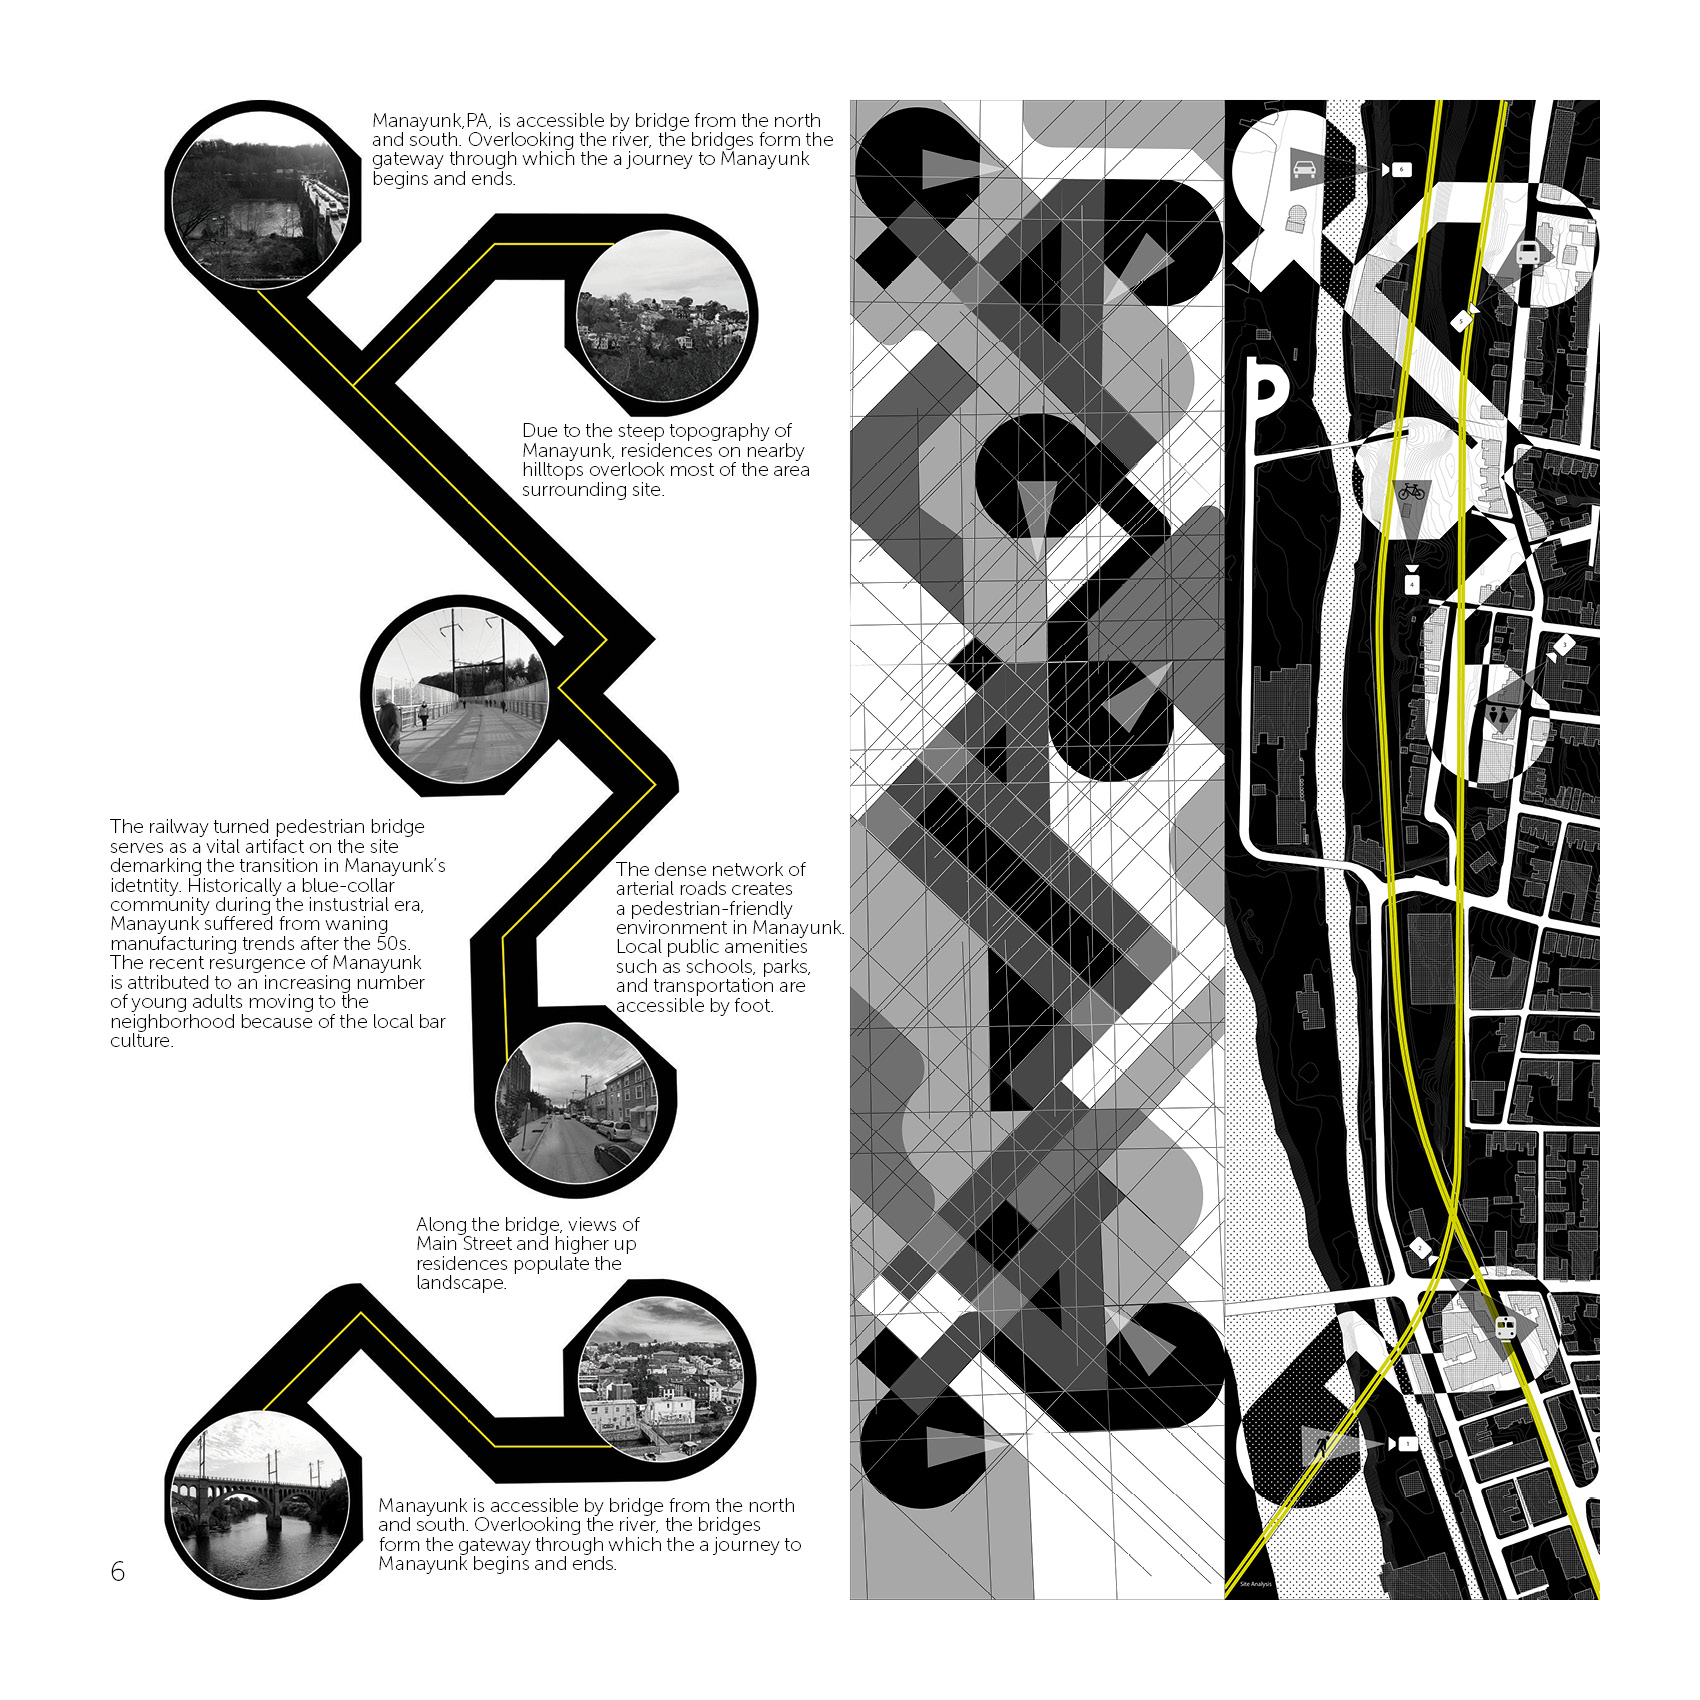 Manayunk,PA, is accessible by bridge from the north
and south. Overlooking the river, the bridges form the
gateway through which the a journey to Manayunk
begins and ends.
Due to the steep topography of
Manayunk, residences on nearby
hilltops overlook most of the area
surrounding site.
The railway turned pedestrian bridge
serves as a vital artifact on the site
demarking the transition in Manayunk's
idetntity. Historically a blue-collar
community during the instustrial era,
Manayunk suffered from waning
manufacturing trends after the 50s.
The recent resurgence of Manayunk
is attributed to an increasing number
of young adults moving to the
neighborhood because of the local bar
culture.
The dense network of
arterial roads creates
a pedestrian-friendly
environment in Manayunk.
Local public amenities
such as schools, parks,
and transportation are
accessible by foot.
Along the bridge, views of
Main Street and higher up
residences populate the
landscape.
Manayunk is accessible by bridge from the north
and south. Overlooking the river, the bridges
form the gateway through which the a journey to
Manayunk begins and ends.
6
6
5
P
4
3
2
1
Site Analysis